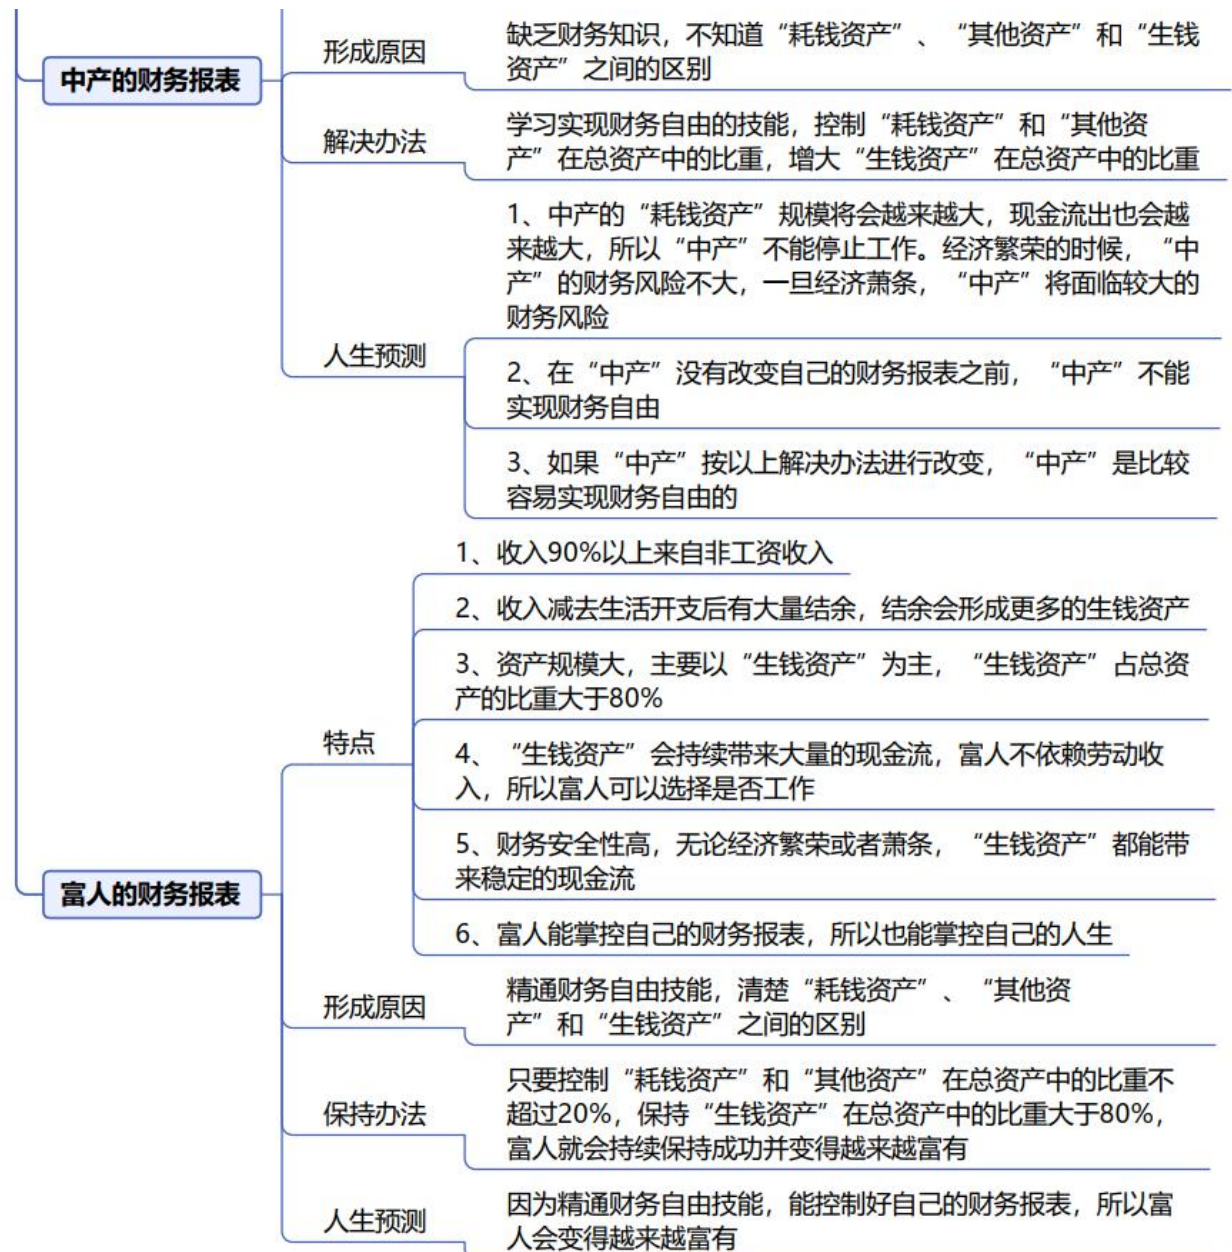 中产的财务报表
形成原因
缺乏财务知识，不知道“耗钱资产”、“其他资产”和“生钱
资产”之间的区别
解决办法
学习实现财务自由的技能，控制“耗钱资产”和“其他资
产”在总资产中的比重，增大“生钱资产”在总资产中的比重
人生预测
1、中产的“耗钱资产”规模将会越来越大，现金流出也会越
来越大，所以“中产”不能停止工作。经济繁荣的时候，“中
产”的财务风险不大，一旦经济萧条，“中产”将面临较大的
财务风险
2、在“中产”没有改变自己的财务报表之前，“中产”不能
实现财务自由
3、如果“中产”按以上解决办法进行改变，“中产”是比较
容易实现财务自由的
富人的财务报表
特点
1、收入90%以上来自非工资收入
2、收入减去生活开支后有大量结余，结余会形成更多的生钱资产
3、资产规模大，主要以“生钱资产”为主，“生钱资产”占总资
产的比重大于80%
4、“生钱资产”会持续带来大量的现金流，富人不依赖劳动收
入，所以富人可以选择是否工作
5、财务安全性高，无论经济繁荣或者萧条，“生钱资产”都能带
来稳定的现金流
6、富人能掌控自己的财务报表，所以也能掌控自己的人生
形成原因
精通财务自由技能，清楚“耗钱资产”、“其他资
产”和“生钱资产”之间的区别
保持办法
只要控制“耗钱资产”和“其他资产”在总资产中的比重不
超过20%，保持“生钱资产”在总资产中的比重大于80%，
富人就会持续保持成功并变得越来越富有
人生预测
因为精通财务自由技能，能控制好自己的财务报表，所以富
人会变得越来越富有